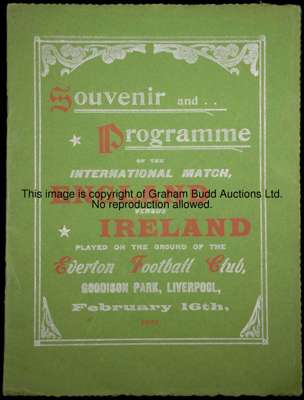 Souvenir and..
Programme
OF THE
INTERNATIONAL MATCH,
This image is copyright of Graham Budd Auctions Ltd.
ENGLAND
No reproduction allowed.
VERSUS
IRELAND
PLAYED ON THE GROUND OF THE
Everton Football Club,
GOODISON PARK, LIVERPOOL,
February 16th,